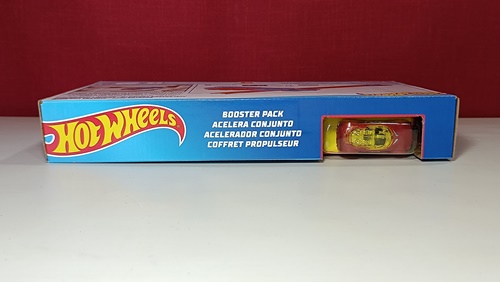 HOT WHEELS
BOOSTER PACK
ACELERA CONJUNTO
ACELERADOR CONJUNTO
COFFRET PROPULSEUR